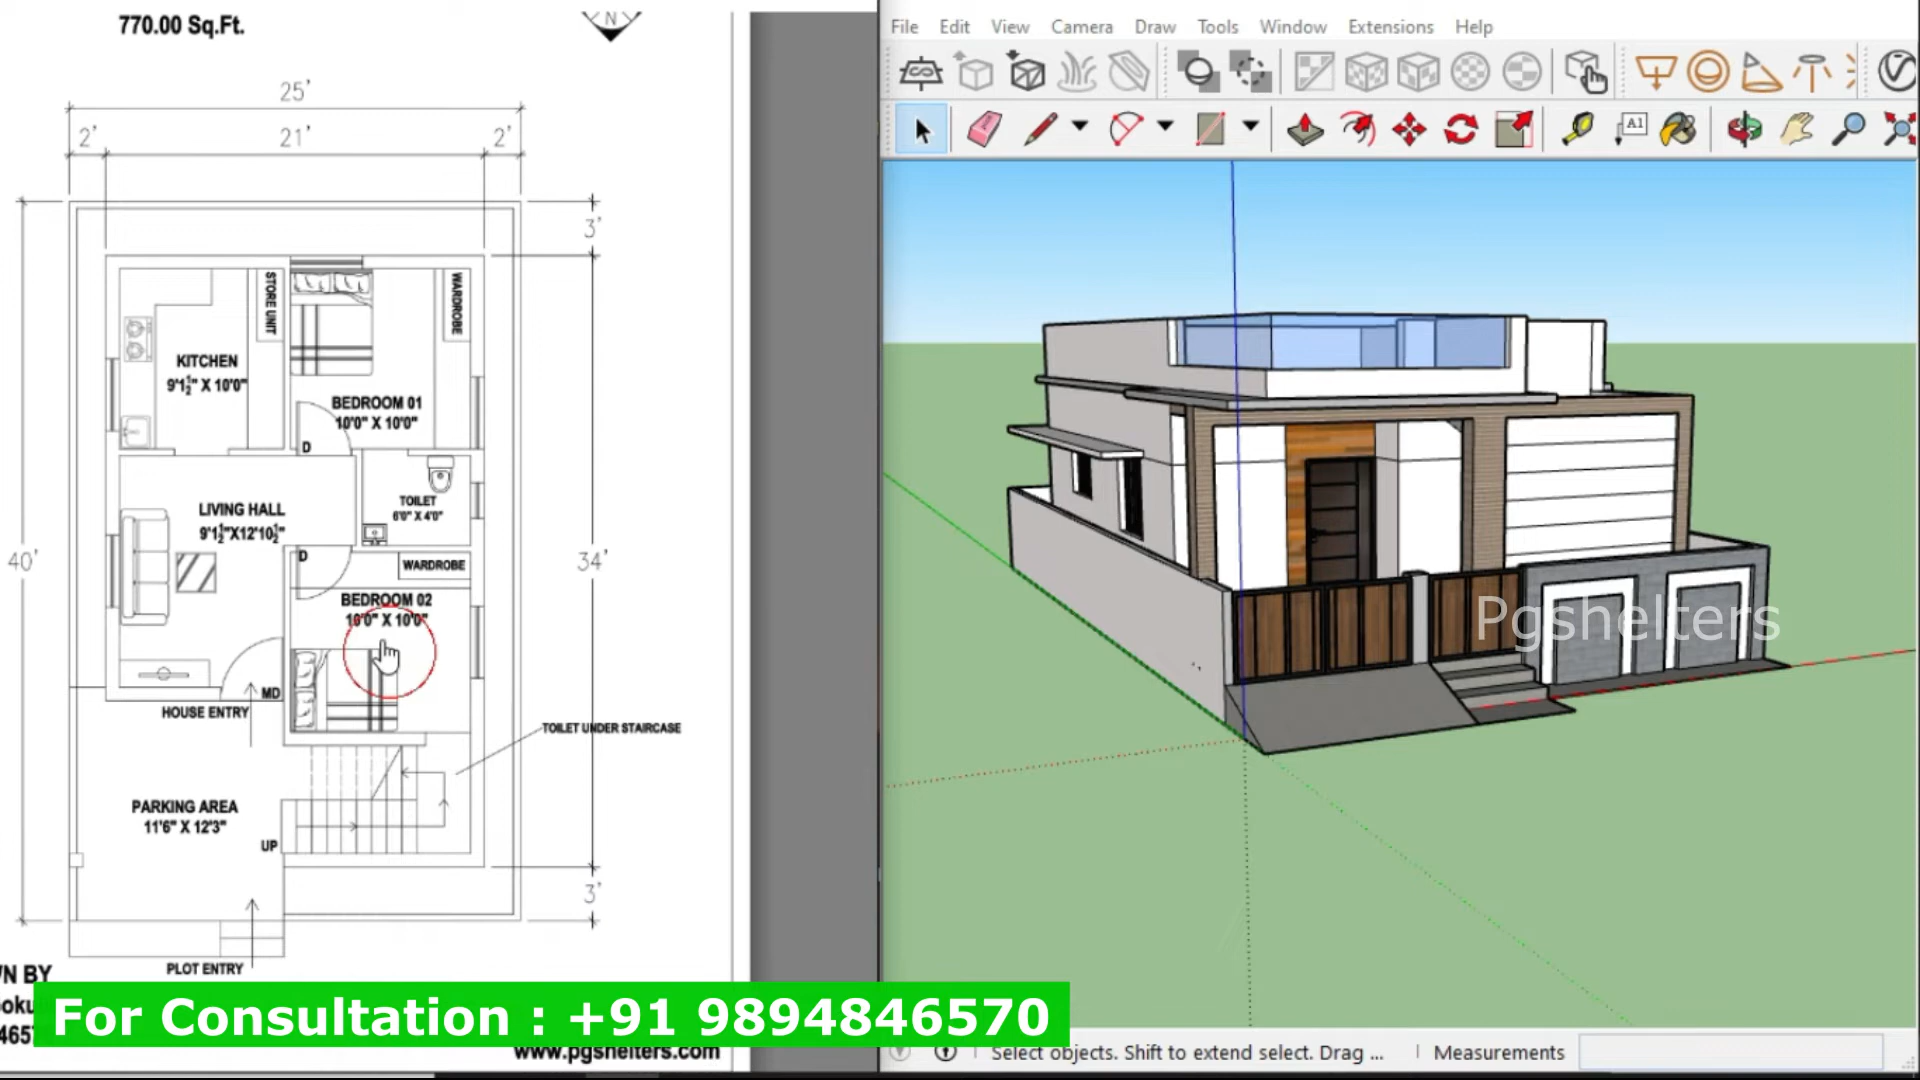 770.00 Sq.Ft.
N
25'
2'
21'
2'
3'
STORE UNIT
WARDROBE
KITCHEN
9'1½" X 10'0"
BEDROOM 01
10'0" X 10'0"
D
TOILET
6'0" X 4'0"
LIVING HALL
9'1½"X12'10½"
D
WARDROBE
40'
34'
BEDROOM 02
10'0" X 10'0"
MD
HOUSE ENTRY
TOILET UNDER STAIRCASE
PARKING AREA
11'6" X 12'3"
UP
3'
PLOT ENTRY
For Consultation : +91 9894846570
www.pgshelters.com
File Edit View Camera Draw Tools Window Extensions Help
A1
Pgshelters
Select objects. Shift to extend select. Drag ...
Measurements